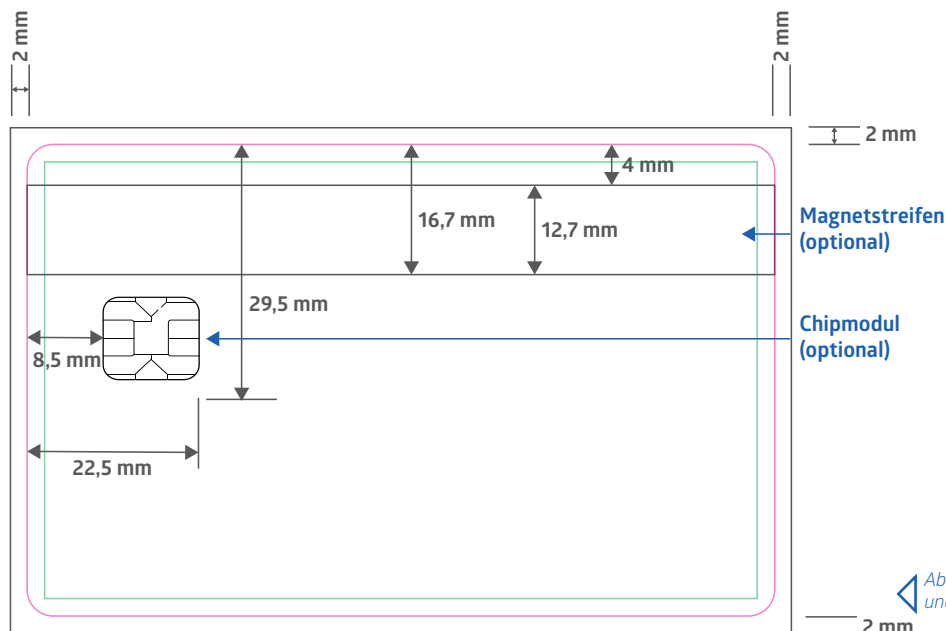 2 mm
2 mm
2 mm
4 mm
16,7 mm
12,7 mm
Magnetstreifen
(optional)
29,5 mm
Chipmodul
(optional)
8,5 mm
22,5 mm
2 mm